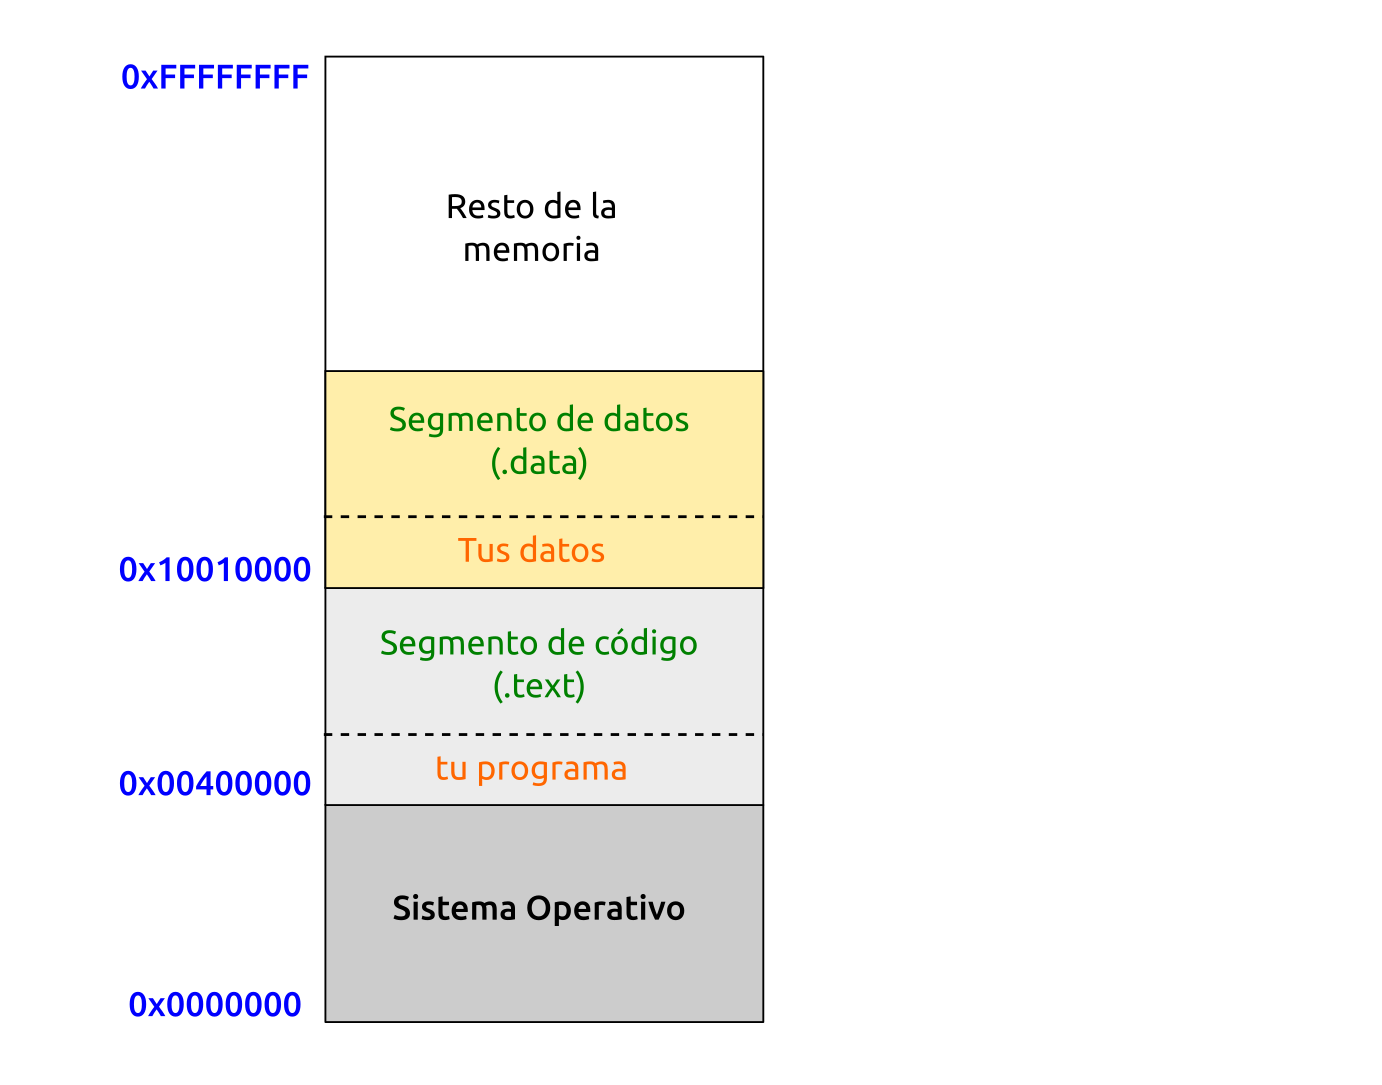 0xFFFFFFFF
Resto de la
memoria
Segmento de datos
(.data)
Tus datos
0x10010000
Segmento de código
(.text)
tu programa
0x00400000
Sistema Operativo
0x0000000